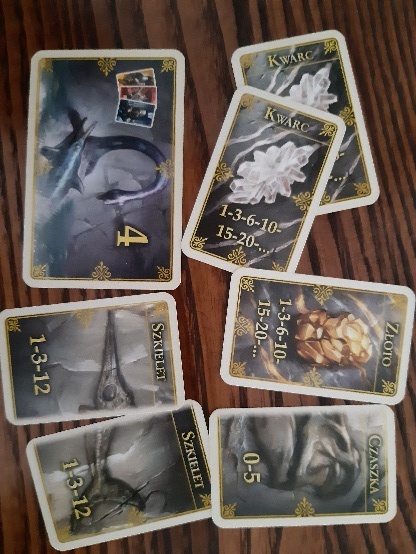 KWARC
...
KWARC
1-3-6-10-
15-20-...
4
ZŁOTO
1-3-6-10-
15-20-...
SZKIELET
1-3-12
SZKIELET
1-3-12
CZASZKA
0-5